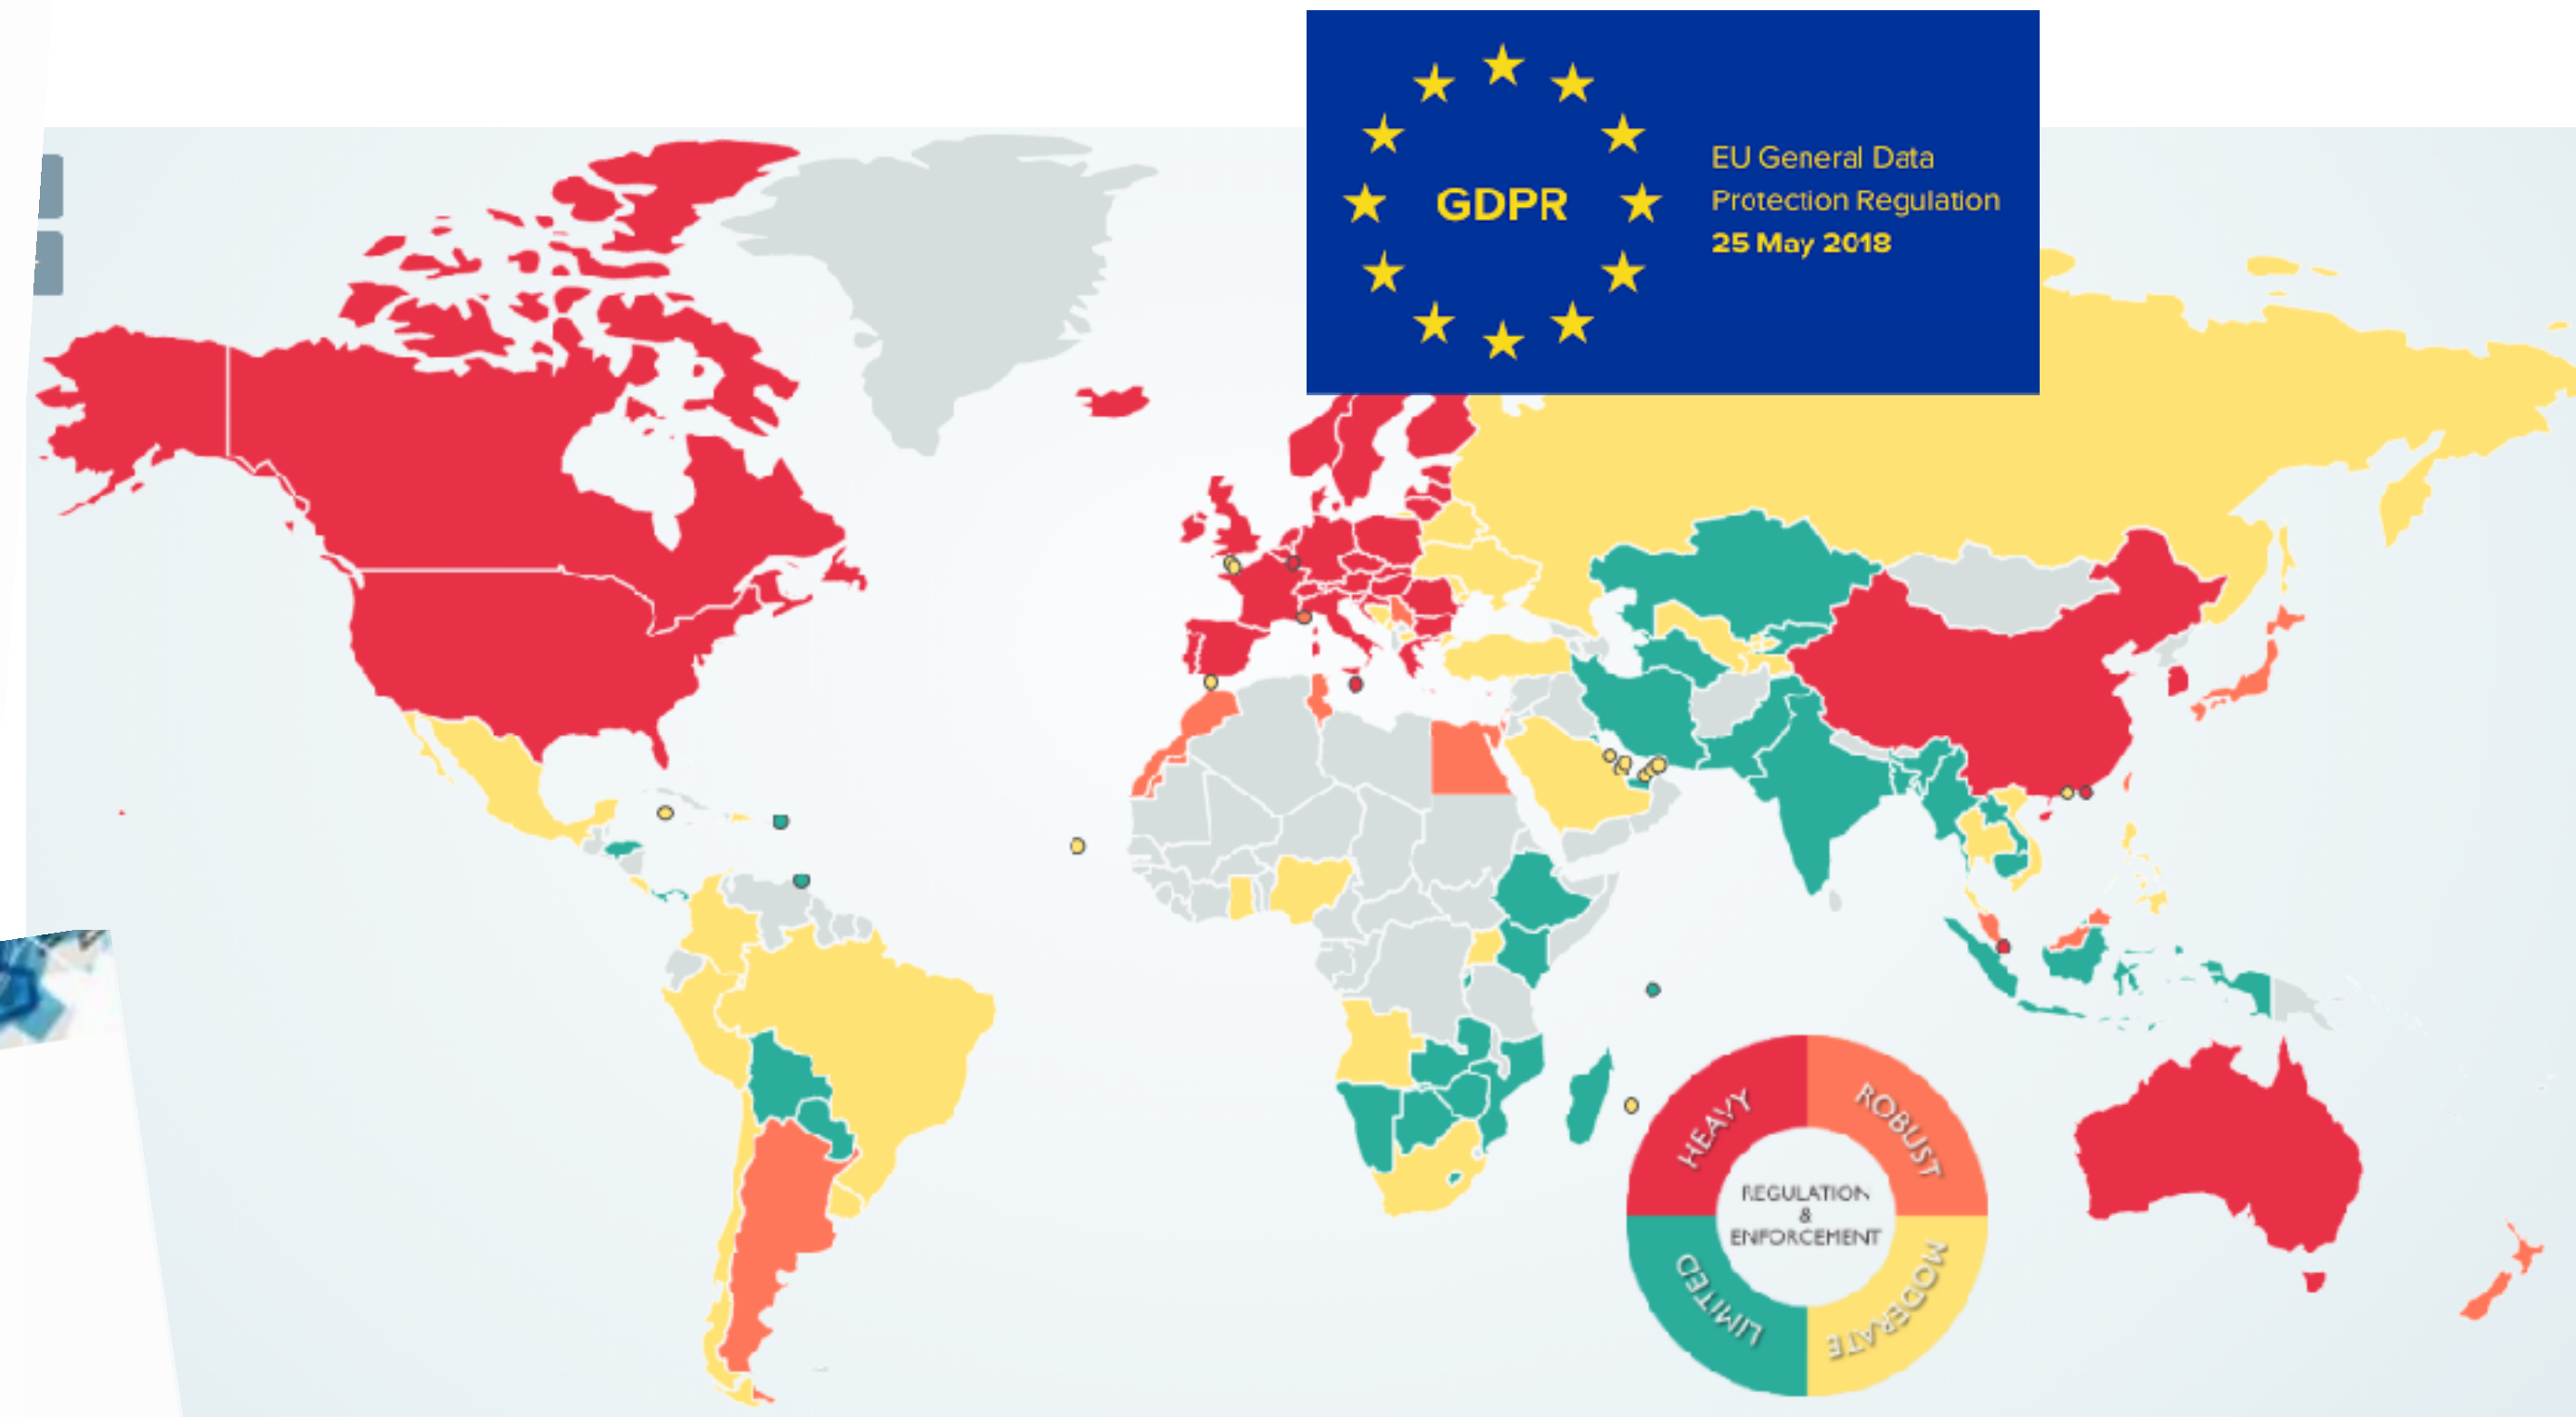 GDPR
EU General Data
Protection Regulation
25 May 2018
HEAVY
ROBUST
REGULATION
&
ENFORCEMENT
LIMITED
MODERATE